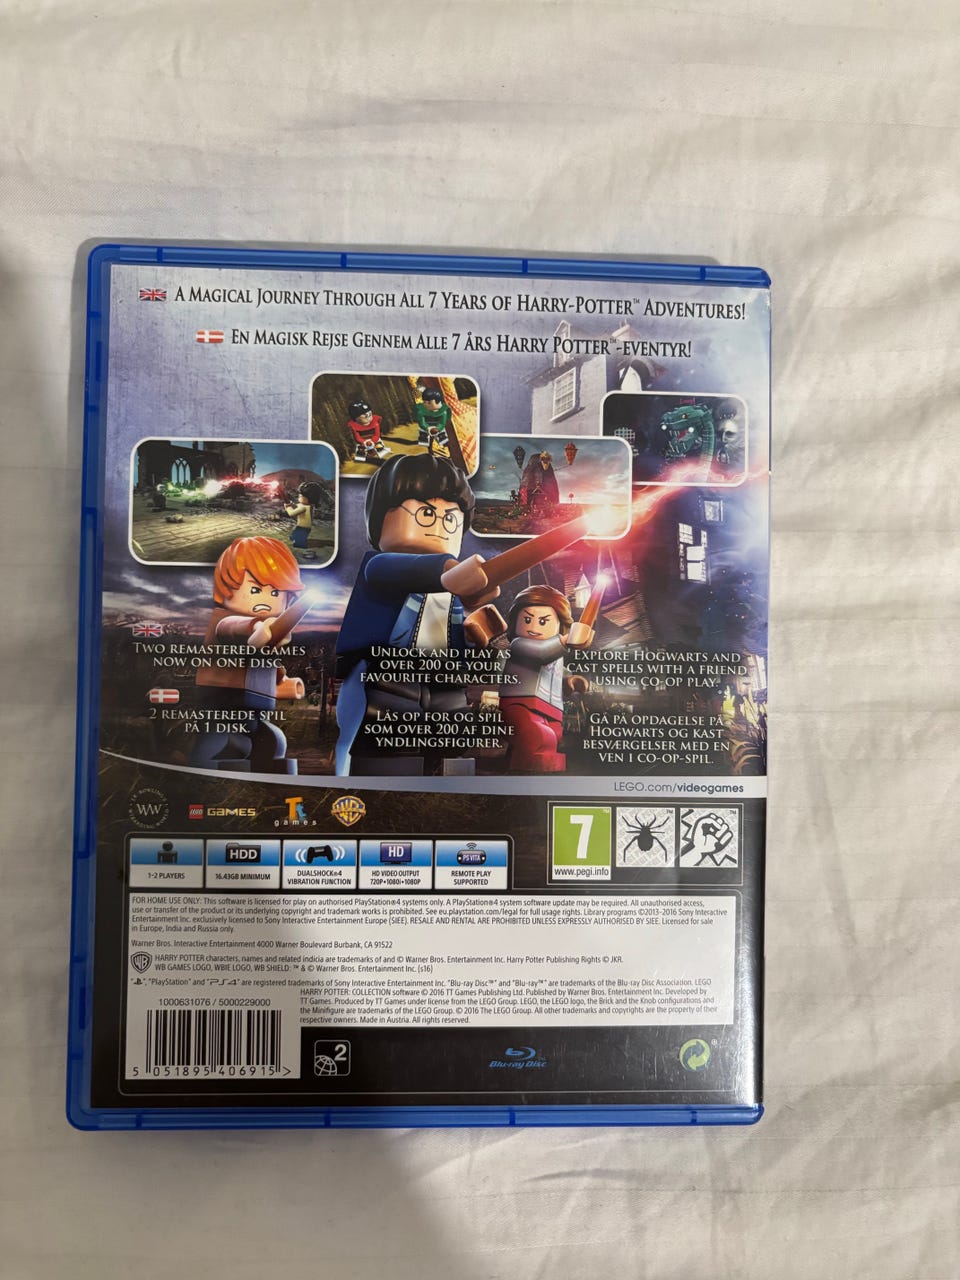 A MAGICAL JOURNEY THROUGH ALL 7 YEARS OF HARRY-POTTER™ ADVENTURES!
EN MAGISK REJSE GENNEM ALLE 7 ÅRS HARRY POTTER™-EVENTYR!
TWO REMASTERED GAMES
NOW ON ONE DISC.
2 REMASTEREDE SPIL
PÅ 1 DISK.
UNLOCK AND PLAY AS
OVER 200 OF YOUR
FAVOURITE CHARACTERS.
LÅS OP FOR OG SPIL
SOM OVER 200 AF DINE
YNDLINGSFIGURER.
EXPLORE HOGWARTS AND
CAST SPELLS WITH A FRIEND
USING CO-OP PLAY.
GÅ PÅ OPDAGELSE PÅ
HOGWARTS OG KAST
BESVÆRGELSER MED EN
VEN I CO-OP-SPIL.
LEGO.com/videogames
J.K. ROWLING'S
WW
WIZARDING WORLD
LEGO GAMES
Tt
games
WB
7
www.pegi.info
1-2 PLAYERS
HDD
16.43GB MINIMUM
DUALSHOCK®4
VIBRATION FUNCTION
HD
HD VIDEO OUTPUT
720P•1080i•1080P
PS VITA
REMOTE PLAY
SUPPORTED
FOR HOME USE ONLY: This software is licensed for play on authorised PlayStation®4 systems only. A PlayStation®4 system software update may be required. All unauthorised access,
use or transfer of the product or its underlying copyright and trademark works is prohibited. See eu.playstation.com/legal for full usage rights. Library programs ©2013-2016 Sony Interactive
Entertainment Inc. exclusively licensed to Sony Interactive Entertainment Europe (SIEE). RESALE AND RENTAL ARE PROHIBITED UNLESS EXPRESSLY AUTHORISED BY SIEE. Licensed for sale
in Europe, India and Russia only.
Warner Bros. Interactive Entertainment 4000 Warner Boulevard Burbank, CA 91522
WB
HARRY POTTER characters, names and related indicia are trademarks of and © Warner Bros. Entertainment Inc. Harry Potter Publishing Rights © JKR.
WB GAMES LOGO, WBIE LOGO, WB SHIELD: ™ & © Warner Bros. Entertainment Inc. (s16)
" ", "PlayStation" and "PS4" are registered trademarks of Sony Interactive Entertainment Inc. "Blu-ray Disc™" and "Blu-ray™" are trademarks of the Blu-ray Disc Association. LEGO
HARRY POTTER: COLLECTION software © 2016 TT Games Publishing Ltd. Published by Warner Bros. Entertainment Inc. Developed by
TT Games. Produced by TT Games under license from the LEGO Group. LEGO, the LEGO logo, the Brick and the Knob configurations and
the Minifigure are trademarks of the LEGO Group. © 2016 The LEGO Group. All other trademarks and copyrights are the property of their
respective owners. Made in Austria. All rights reserved.
1000631076 / 5000229000
5 051895 406915 >
2
Blu-ray Disc